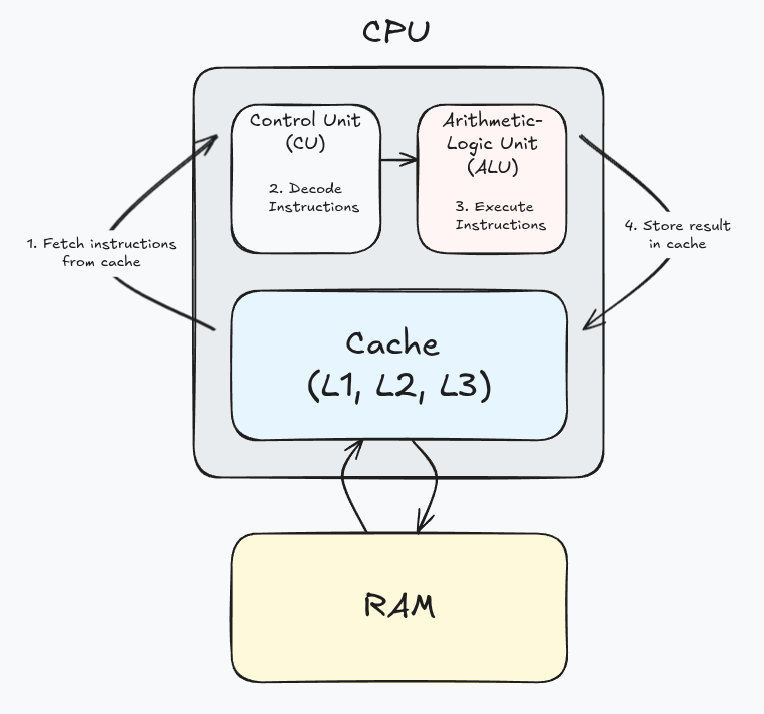 CPU
Control Unit
(CU)
2. Decode
Instructions
Arithmetic-
Logic Unit
(ALU)
3. Execute
Instructions
1. Fetch instructions
from cache
4. Store result
in cache
Cache
(L1, L2, L3)
RAM